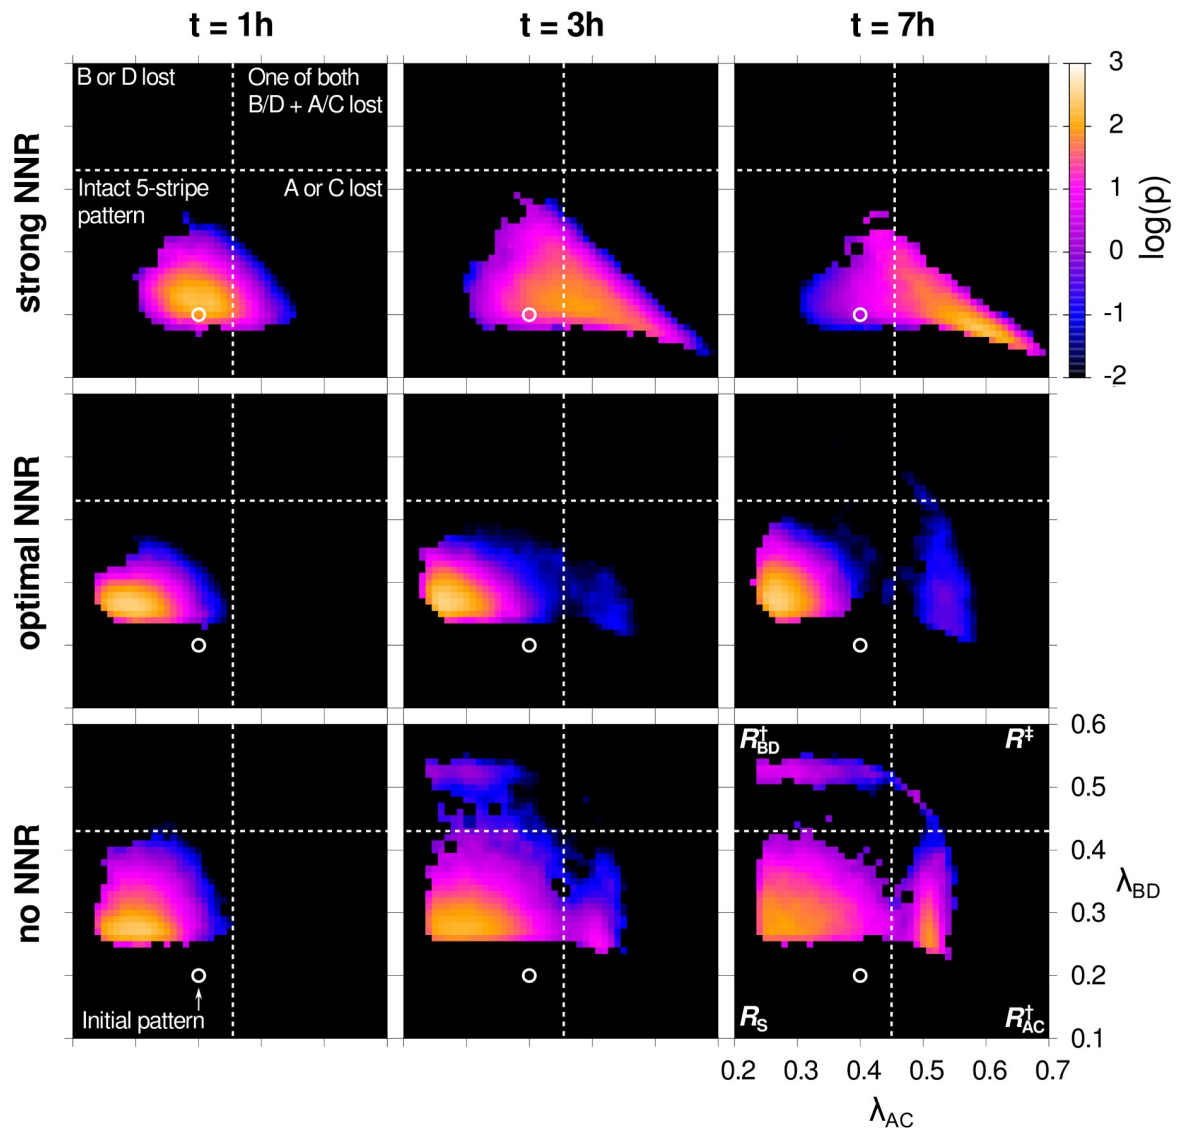 t = 1h
t = 3h
t = 7h
strong NNR
B or D lost
One of both
B/D + A/C lost
Intact 5-stripe
pattern
A or C lost
3
2
1
0
-1
-2
log(p)
optimal NNR
no NNR
Initial pattern
R†BD
R‡
RS
R†AC
0.6
0.5
0.4
0.3
0.2
0.1
λBD
0.2 0.3 0.4 0.5 0.6 0.7
λAC